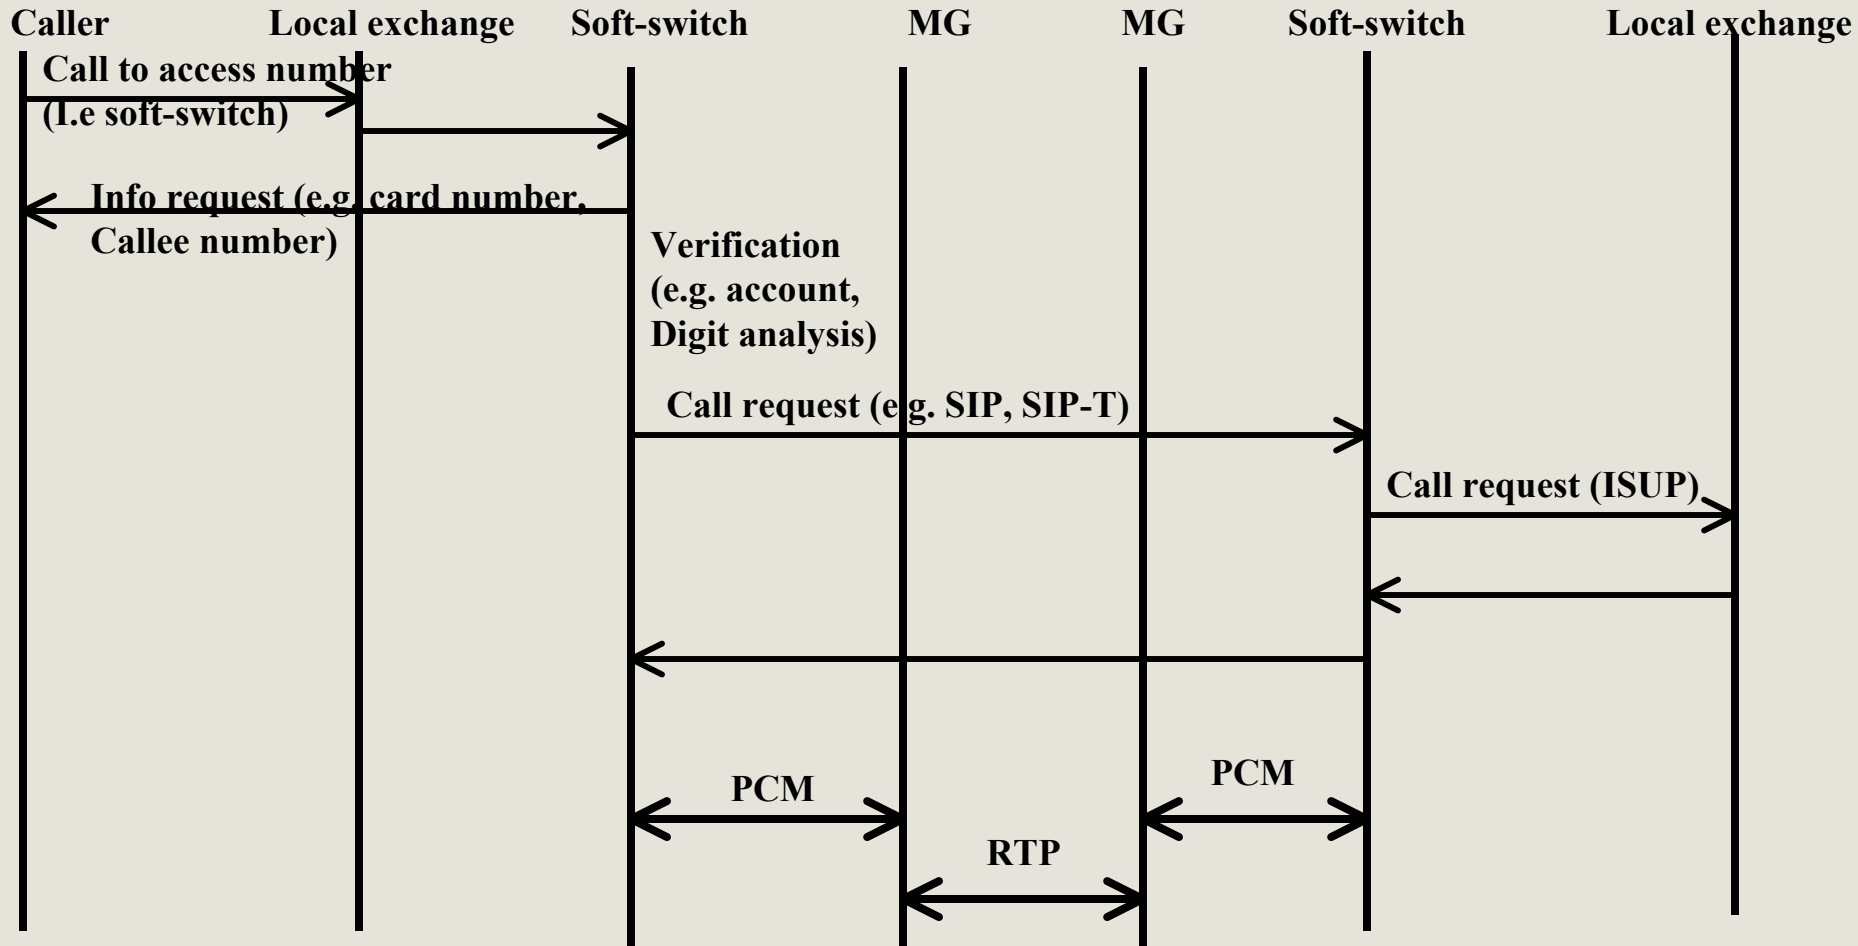 Caller Local exchange Soft-switch MG MG Soft-switch Local exchange
Call to access number
(I.e soft-switch)
Info request (e.g. card number,
Callee number)
Verification
(e.g. account,
Digit analysis)
Call request (e.g. SIP, SIP-T)
Call request (ISUP)
PCM
PCM
RTP